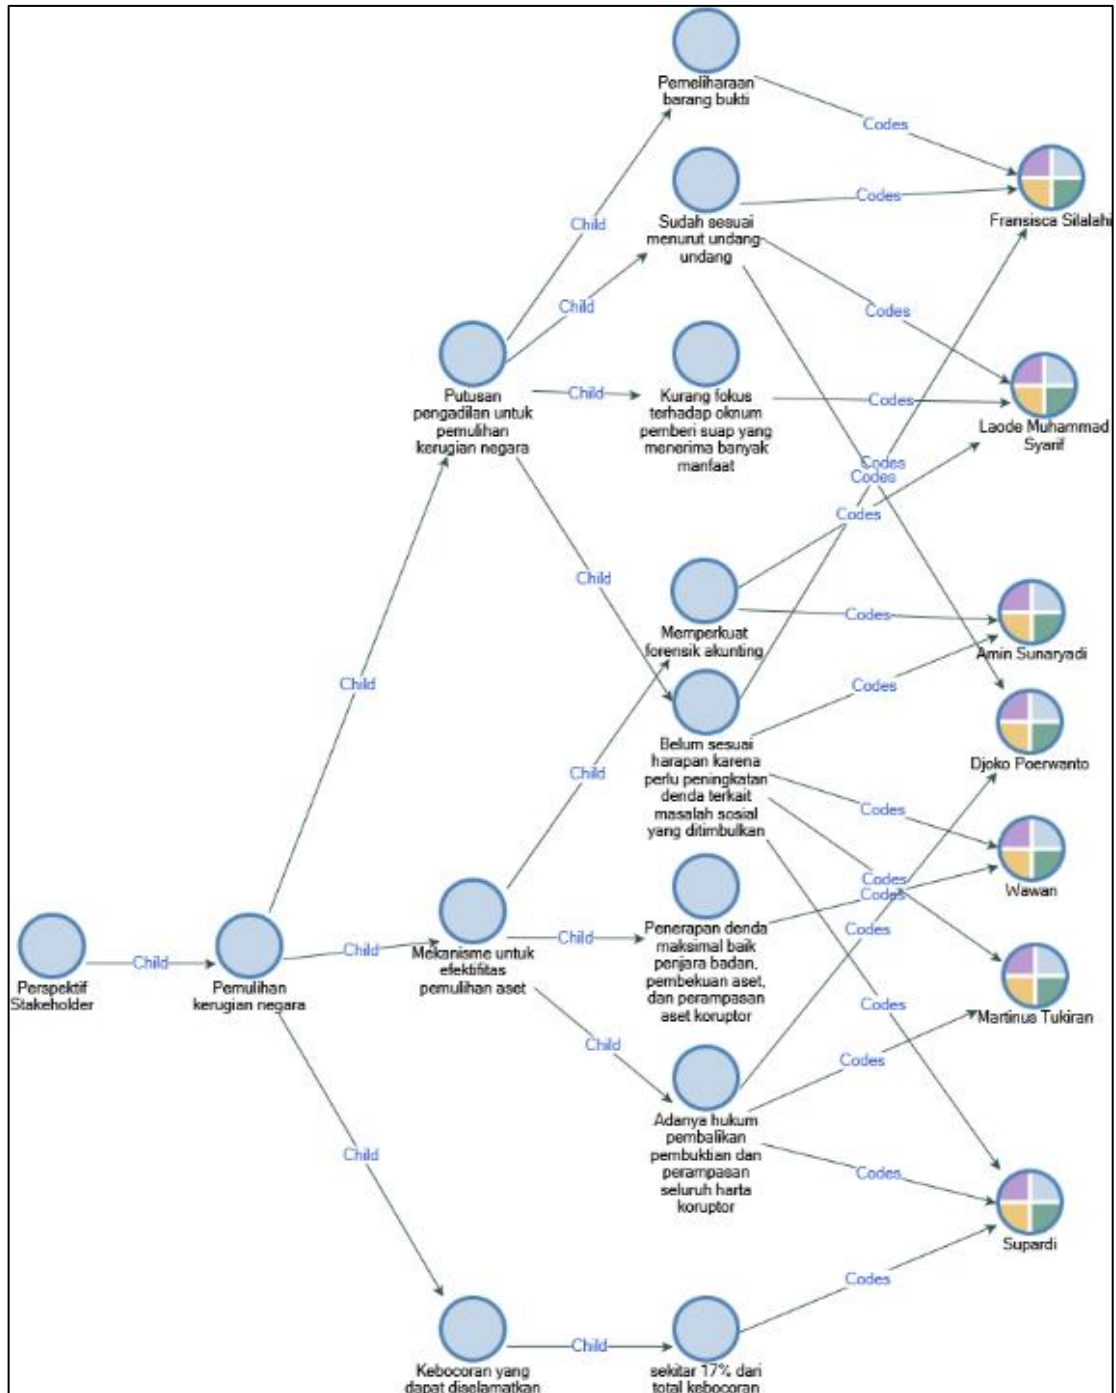 Pemeliharaan
barang bukti
Codes
Fransisca Silalahi
Sudah sesuai
menurut undang
undang
Codes
Child
Child
Codes
Putusan
pengadilan untuk
pemulihan
kerugian negara
Child
Kurang fokus
terhadap oknum
pemberi suap yang
menerima banyak
manfaat
Codes
Laode Muhammad
Syarif
Codes
Codes
Codes
Child
Memperkuat
forensik akunting
Codes
Amin Sunaryadi
Child
Codes
Belum sesuai
harapan karena
perlu peningkatan
denda terkait
masalah sosial
yang ditimbulkan
Djoko Poerwanto
Child
Codes
Wawan
Codes
Codes
Perspektif
Stakeholder
Child
Pemulihan
kerugian negara
Child
Mekanisme untuk
efektifitas
pemulihan aset
Child
Penerapan denda
maksimal baik
penjara badan,
pembekuan aset,
dan perampasan
aset koruptor
Codes
Codes
Martinus Tukiran
Child
Codes
Adanya hukum
pembalikan
pembuktian dan
perampasan
seluruh harta
koruptor
Codes
Supardi
Child
Codes
Kebocoran yang
dapat diselamatkan
Child
sekitar 17% dari
total kebocoran